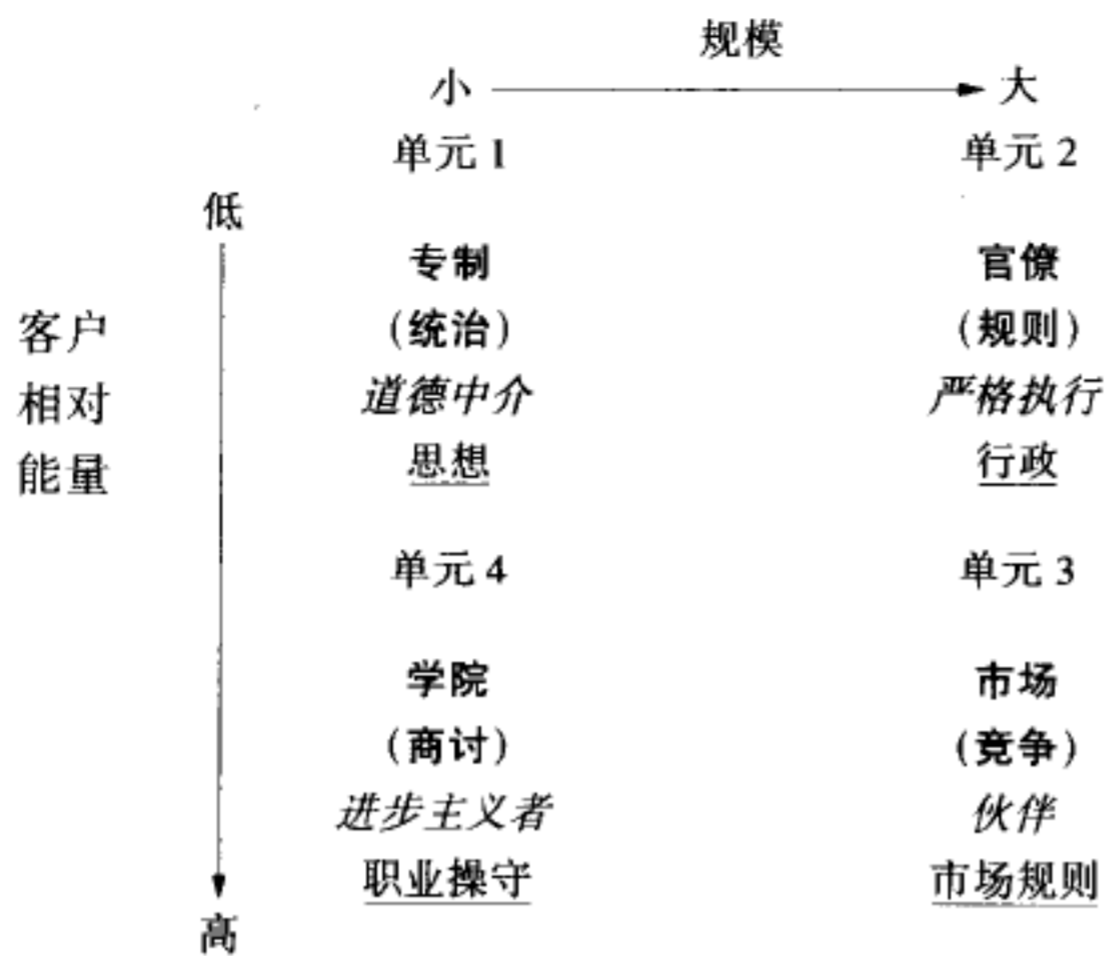 规模
小 大
单元1 单元2
低
专制 官僚
客户 (统治) (规则)
相对 道德中介 严格执行
能量 思想 行政
单元4 单元3
学院 市场
(商讨) (竞争)
进步主义者 伙伴
职业操守 市场规则
高